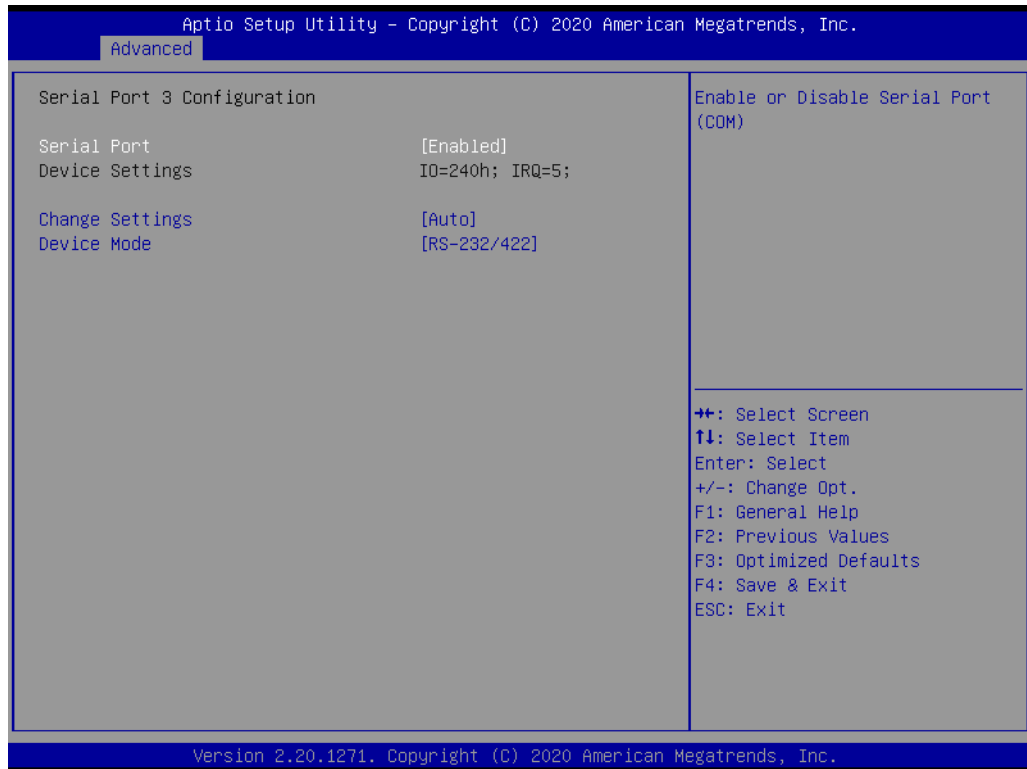 Aptio Setup Utility – Copyright (C) 2020 American Megatrends, Inc.
Advanced
Serial Port 3 Configuration
Serial Port [Enabled]
Device Settings IO=240h; IRQ=5;
Change Settings [Auto]
Device Mode [RS-232/422]
Enable or Disable Serial Port
(COM)
→←: Select Screen
↑↓: Select Item
Enter: Select
+/-: Change Opt.
F1: General Help
F2: Previous Values
F3: Optimized Defaults
F4: Save & Exit
ESC: Exit
Version 2.20.1271. Copyright (C) 2020 American Megatrends, Inc.